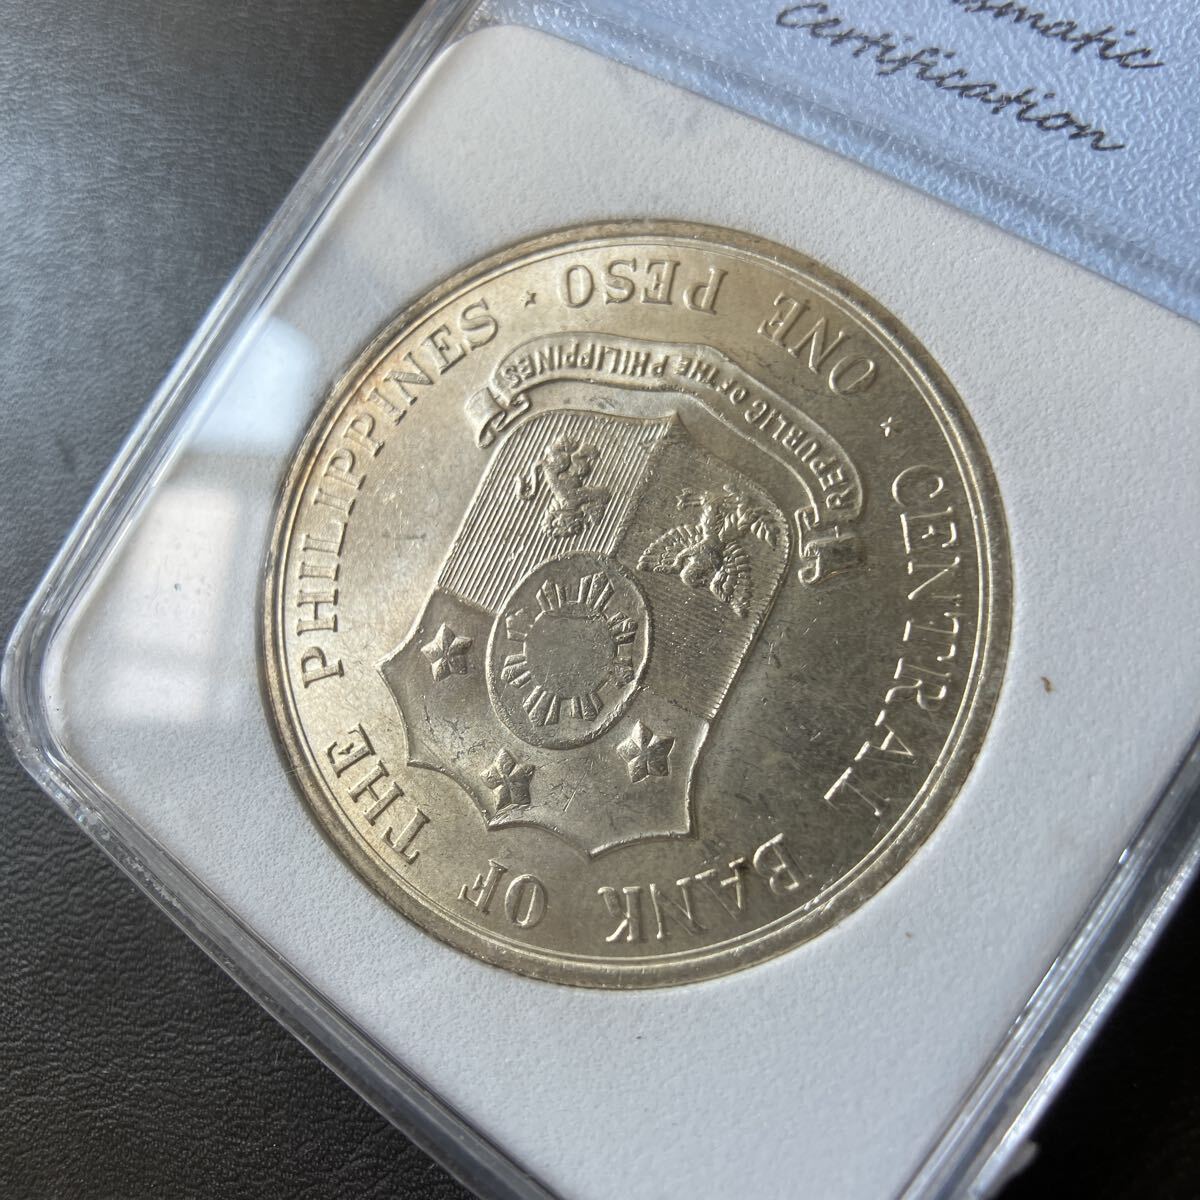 certification
CENTRAL BANK OF THE PHILIPPINES
ONE PESO
REPUBLIC OF THE PHILIPPINES